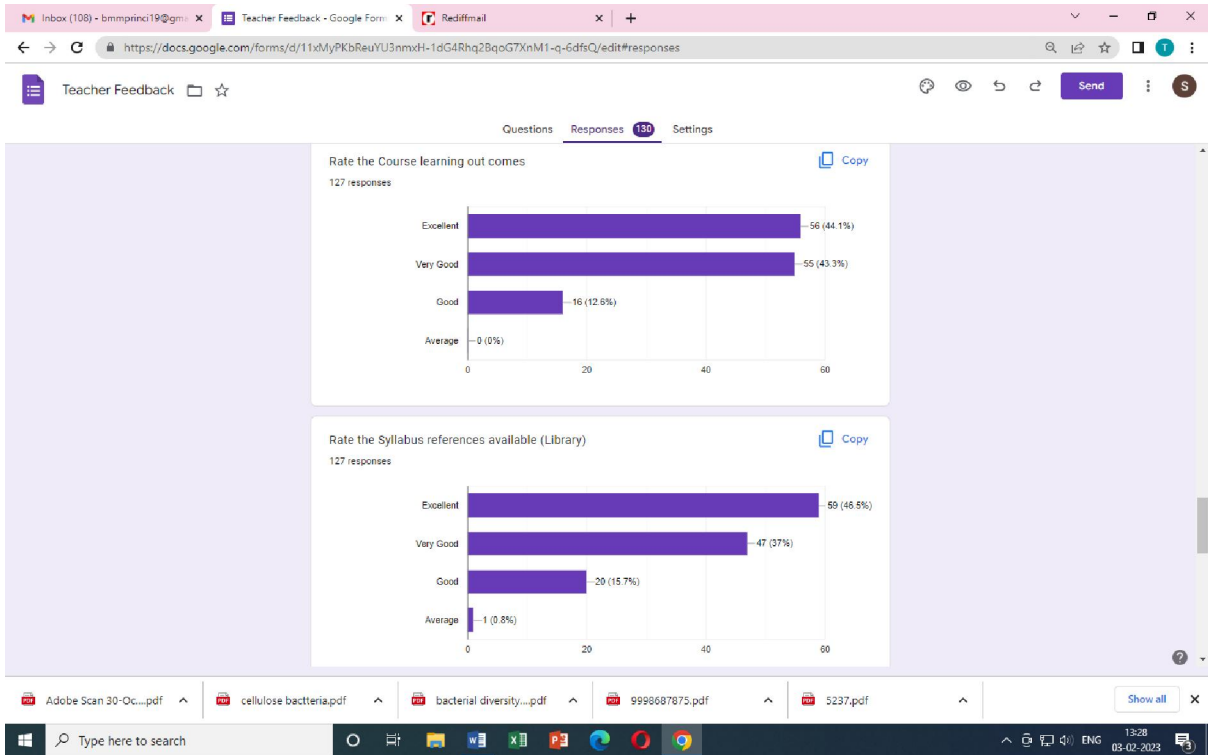 Inbox (108) - bmmprinci19@gma
Teacher Feedback - Google Form
Rediffmail
https://docs.google.com/forms/d/11xMyPKbReuYU3nmxH-1dG4Rhq2BqoG7XnM1-q-6dfsQ/edit#responses
T
Teacher Feedback
Send
S
Questions Responses 130 Settings
Rate the Course learning out comes
Copy
127 responses
Excellent 56 (44.1%)
Very Good 55 (43.3%)
Good 16 (12.6%)
Average 0 (0%)
0 20 40 60
Rate the Syllabus references available (Library)
Copy
127 responses
Excellent 59 (46.5%)
Very Good 47 (37%)
Good 20 (15.7%)
Average 1 (0.8%)
0 20 40 60
Adobe Scan 30-Oc....pdf
cellulose bactteria.pdf
bacterial diversity....pdf
9998687875.pdf
5237.pdf
Show all
Type here to search
ENG
13:28
03-02-2023
3